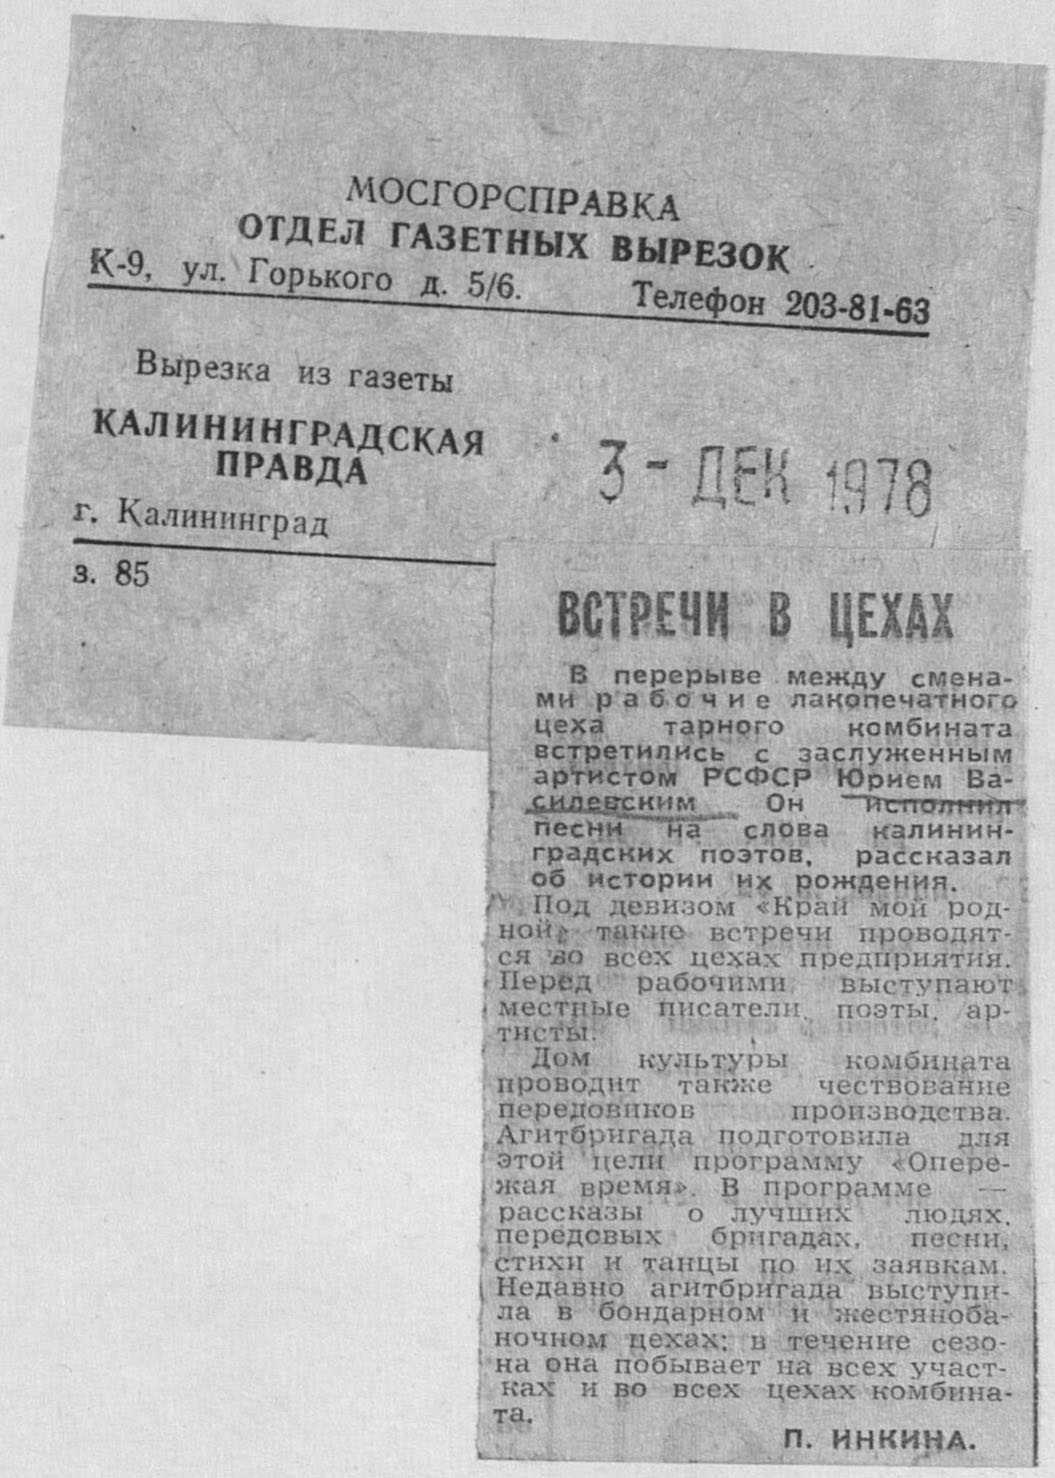 МОСГОРСПРАВКА
ОТДЕЛ ГАЗЕТНЫХ ВЫРЕЗОК
К-9, ул. Горького д. 5/6. Телефон 203-81-63
Вырезка из газеты
КАЛИНИНГРАДСКАЯ
ПРАВДА
г. Калининград
з. 85
3 - ДЕК 1978
ВСТРЕЧИ В ЦЕХАХ
В перерыве между смена-
ми рабочие лакопечатного
цеха тарного комбината
встретились с заслуженным
артистом РСФСР Юрием Ва-
силевским Он исполнил
песни на слова калинин-
градских поэтов, рассказал
об истории их рождения.
Под девизом «Край мой род-
ной» такие встречи проводят-
ся во всех цехах предприятия.
Перед рабочими выступают
местные писатели, поэты, ар-
тисты.
Дом культуры комбината
проводит также чествование
передовиков производства.
Агитбригада подготовила для
этой цели программу «Опере-
жая время». В программе —
рассказы о лучших людях,
передовых бригадах, песни,
стихи и танцы по их заявкам.
Недавно агитбригада выступи-
ла в бондарном и жестяноба-
ночном цехах; в течение сезо-
на она побывает на всех участ-
ках и во всех цехах комбина-
та.
П. ИНКИНА.